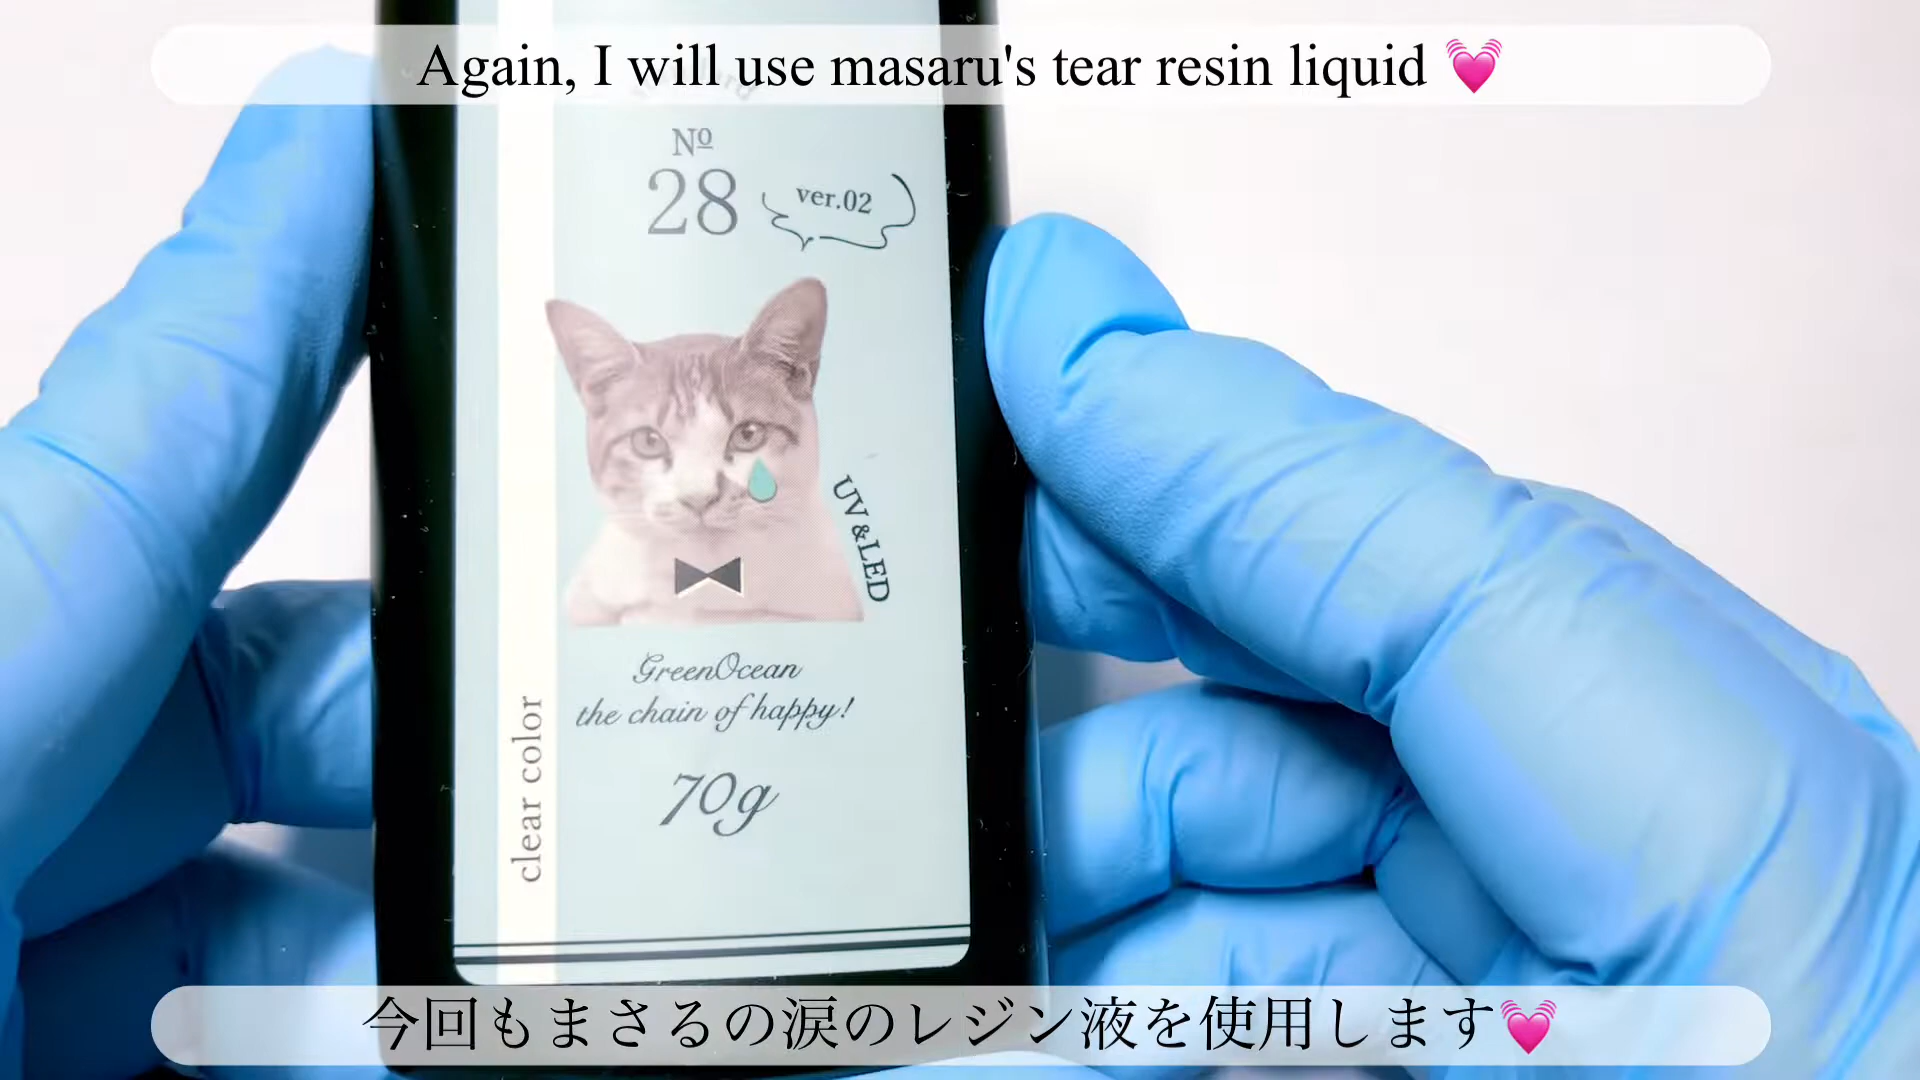 Again, I will use masaru's tear resin liquid 💓
Nº
28
ver.02
UV&LED
GreenOcean
the chain of happy!
70g
clear color
今回もまさるの涙のレジン液を使用します💓